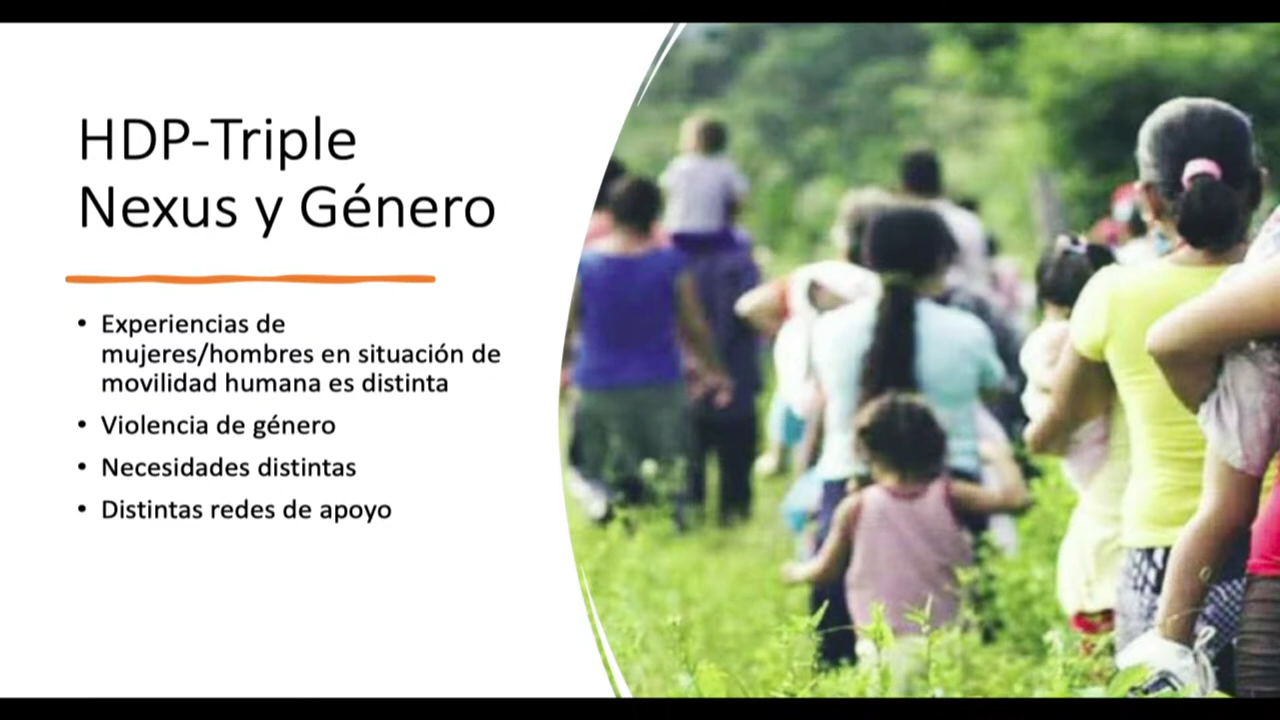 HDP-Triple
Nexus y Género
• Experiencias de
mujeres/hombres en situación de
movilidad humana es distinta
• Violencia de género
• Necesidades distintas
• Distintas redes de apoyo